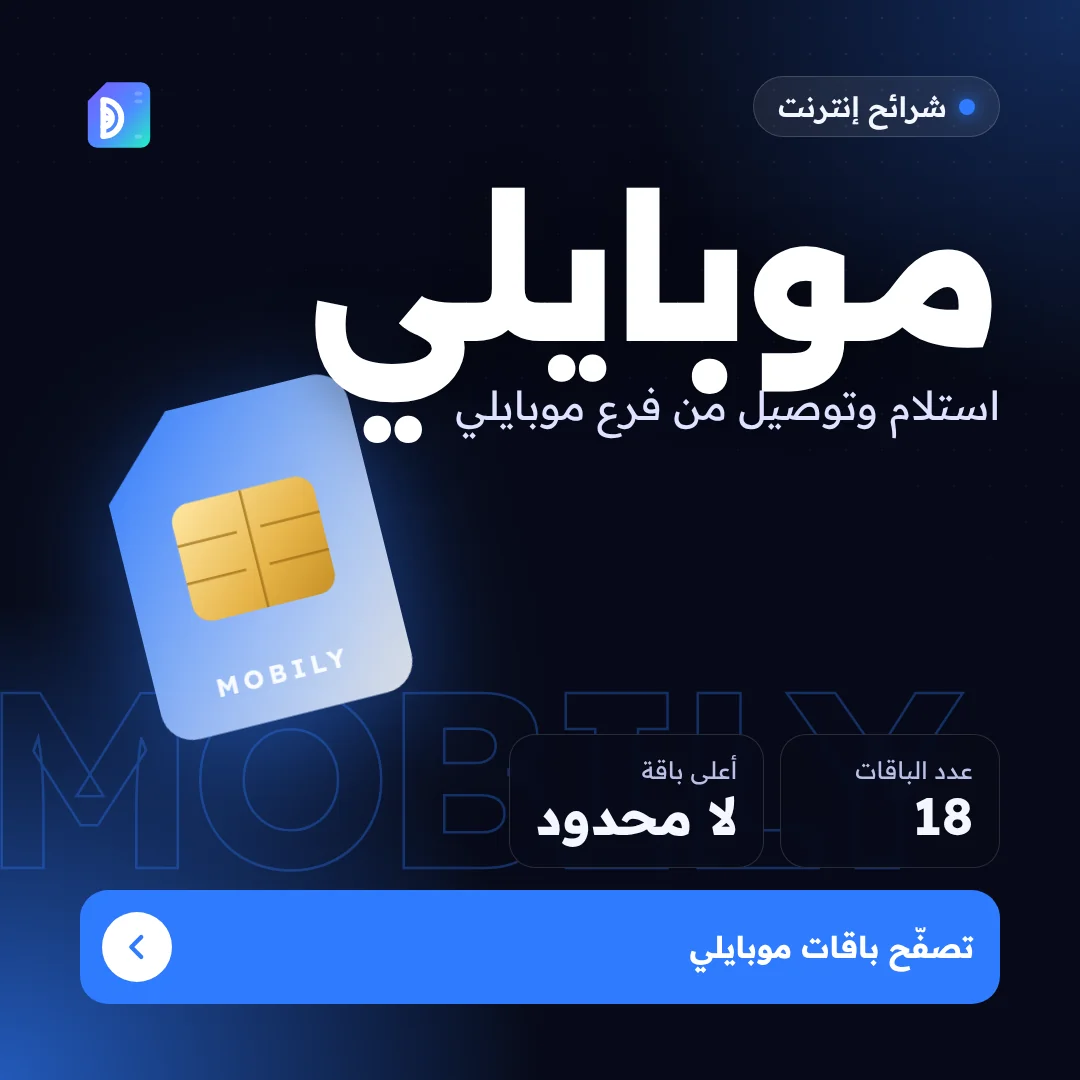 شرائح إنترنت
موبايلي
استلام وتوصيل من فرع موبايلي
MOBILY
MOBILY
عدد الباقات
18
أعلى باقة
لا محدود
تصفّح باقات موبايلي